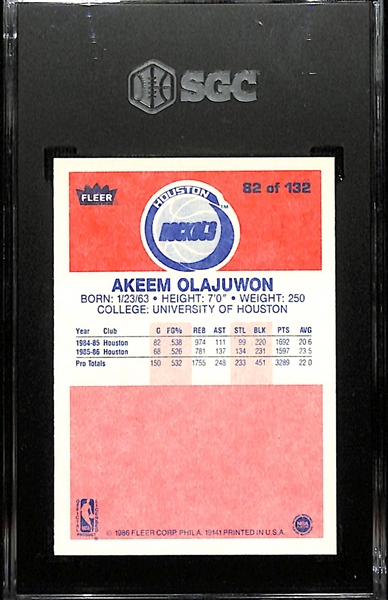 SGC
FLEER
82 of 132
HOUSTON
ROCKETS
TM
AKEEM OLAJUWON
BORN: 1/23/63 • HEIGHT: 7'0" • WEIGHT: 250
COLLEGE: UNIVERSITY OF HOUSTON
Year Club G FG% REB AST STL BLK PTS AVG
1984-85 Houston 82 .538 974 111 99 220 1692 20.6
1985-86 Houston 68 .526 781 137 134 231 1597 23.5
Pro Totals 150 .532 1755 248 233 451 3289 22.0
NBA
PRODUCT
© 1986 FLEER CORP. PHILA. 19141 PRINTED IN U.S.A.